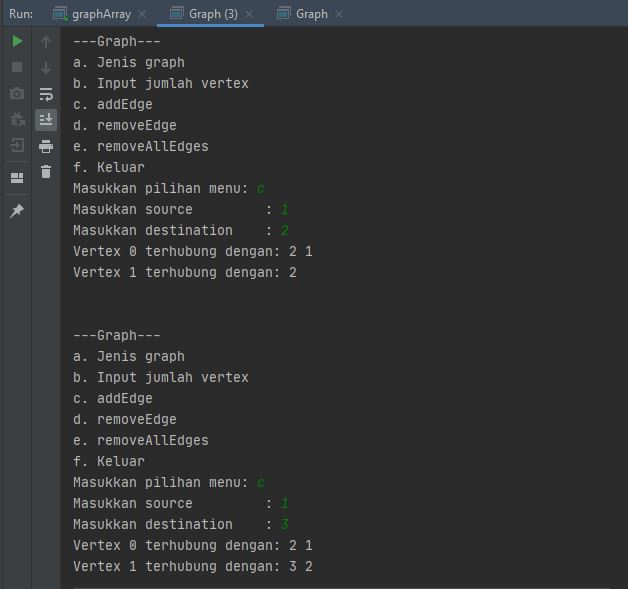 Run: graphArray × Graph (3) × Graph ×
---Graph---
a. Jenis graph
b. Input jumlah vertex
c. addEdge
d. removeEdge
e. removeAllEdges
f. Keluar
Masukkan pilihan menu: c
Masukkan source         : 1
Masukkan destination    : 2
Vertex 0 terhubung dengan: 2 1
Vertex 1 terhubung dengan: 2
---Graph---
a. Jenis graph
b. Input jumlah vertex
c. addEdge
d. removeEdge
e. removeAllEdges
f. Keluar
Masukkan pilihan menu: c
Masukkan source         : 1
Masukkan destination    : 3
Vertex 0 terhubung dengan: 2 1
Vertex 1 terhubung dengan: 3 2